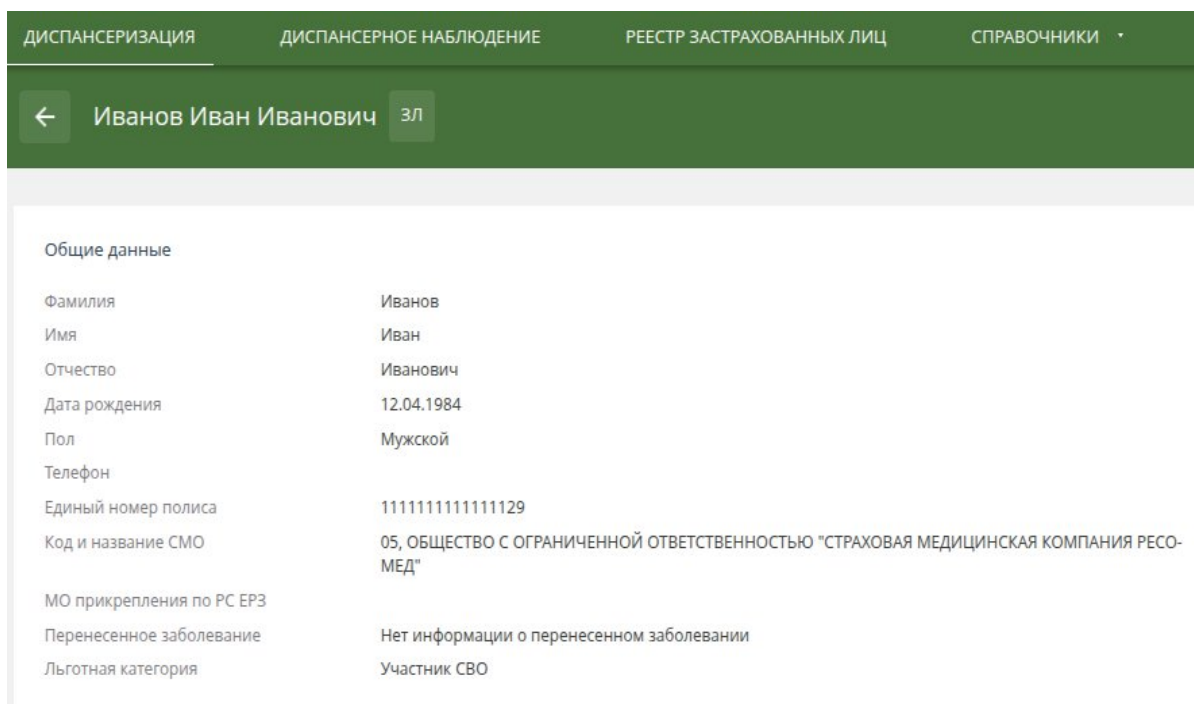 ДИСПАНСЕРИЗАЦИЯ ДИСПАНСЕРНОЕ НАБЛЮДЕНИЕ РЕЕСТР ЗАСТРАХОВАННЫХ ЛИЦ СПРАВОЧНИКИ
Иванов Иван Иванович ЗЛ
Общие данные
Фамилия Иванов
Имя Иван
Отчество Иванович
Дата рождения 12.04.1984
Пол Мужской
Телефон
Единый номер полиса 1111111111111129
Код и название СМО 05, ОБЩЕСТВО С ОГРАНИЧЕННОЙ ОТВЕТСТВЕННОСТЬЮ "СТРАХОВАЯ МЕДИЦИНСКАЯ КОМПАНИЯ РЕСО-
МЕД"
МО прикрепления по РС ЕРЗ
Перенесенное заболевание Нет информации о перенесенном заболевании
Льготная категория Участник СВО